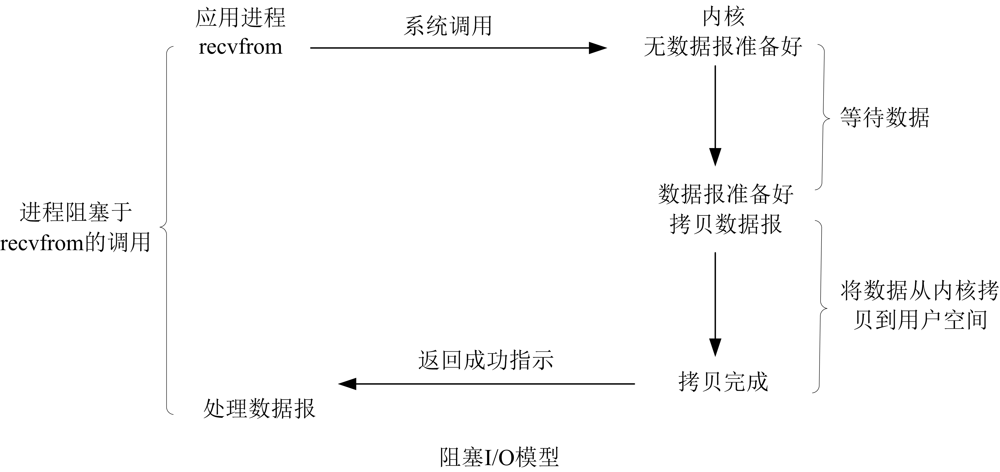 应用进程
recvfrom
系统调用
内核
无数据报准备好
等待数据
数据报准备好
拷贝数据报
进程阻塞于
recvfrom的调用
将数据从内核拷
贝到用户空间
返回成功指示
拷贝完成
处理数据报
阻塞I/O模型